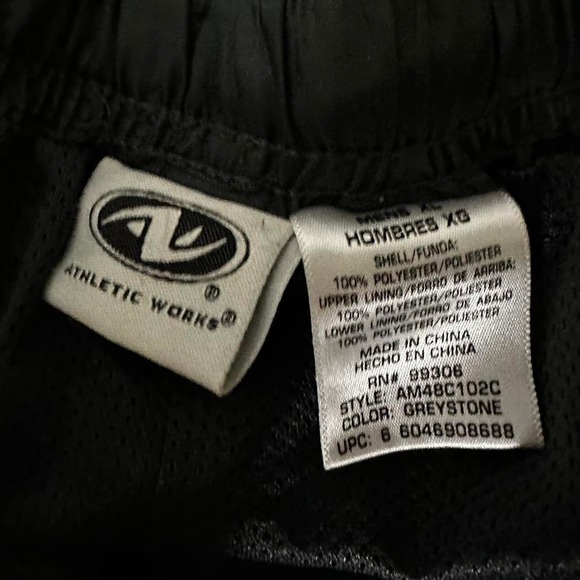 ATHLETIC WORKS®
MENS XL
HOMBRES XG
SHELL/FUNDA:
100% POLYESTER/POLIESTER
UPPER LINING/FORRO DE ARRIBA:
100% POLYESTER/POLIESTER
LOWER LINING/FORRO DE ABAJO
100% POLYESTER/POLIESTER
MADE IN CHINA
HECHO EN CHINA
RN# 99306
STYLE: AM48C102C
COLOR: GREYSTONE
UPC: 6 6046908688